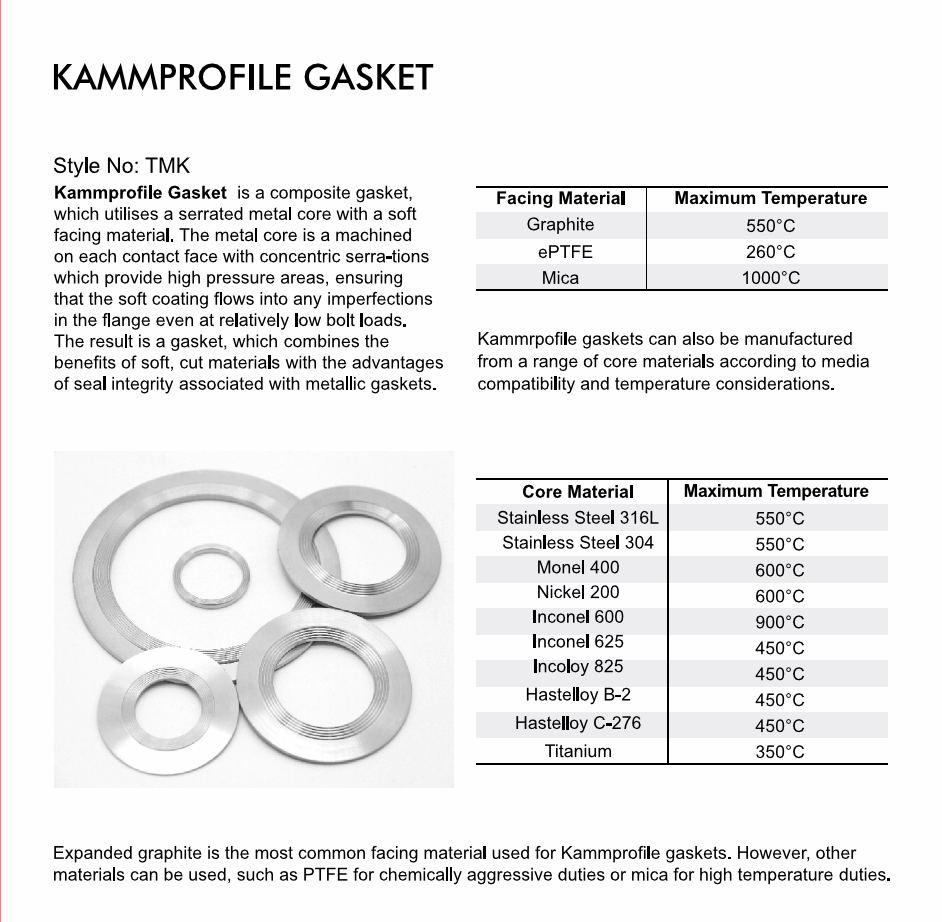 KAMMPROFILE GASKET
Style No: TMK
Kammprofile Gasket is a composite gasket,
which utilises a serrated metal core with a soft
facing material. The metal core is a machined
on each contact face with concentric serra-tions
which provide high pressure areas, ensuring
that the soft coating flows into any imperfections
in the flange even at relatively low bolt loads.
The result is a gasket, which combines the
benefits of soft, cut materials with the advantages
of seal integrity associated with metallic gaskets.
Facing Material Maximum Temperature
Graphite 550°C
ePTFE 260°C
Mica 1000°C
Kammrpofile gaskets can also be manufactured
from a range of core materials according to media
compatibility and temperature considerations.
Core Material Maximum Temperature
Stainless Steel 316L 550°C
Stainless Steel 304 550°C
Monel 400 600°C
Nickel 200 600°C
Inconel 600 900°C
Inconel 625 450°C
Incoloy 825 450°C
Hastelloy B-2 450°C
Hastelloy C-276 450°C
Titanium 350°C
Expanded graphite is the most common facing material used for Kammprofile gaskets. However, other
materials can be used, such as PTFE for chemically aggressive duties or mica for high temperature duties.